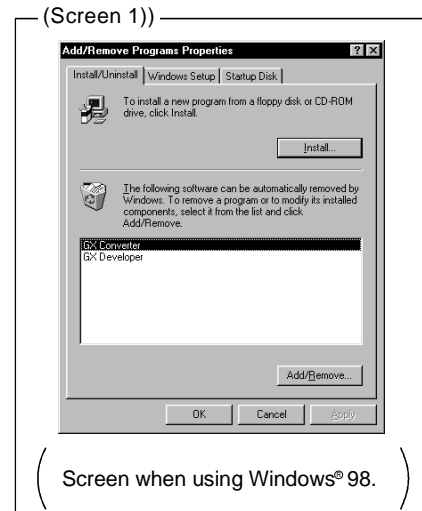 (Screen 1))
Add/Remove Programs Properties
Install/Uninstall Windows Setup Startup Disk
To install a new program from a floppy disk or CD-ROM
drive, click Install.
Install...
The following software can be automatically removed by
Windows. To remove a program or to modify its installed
components, select it from the list and click
Add/Remove.
GX Converter
GX Developer
Add/Remove...
OK Cancel Apply
Screen when using Windows® 98.